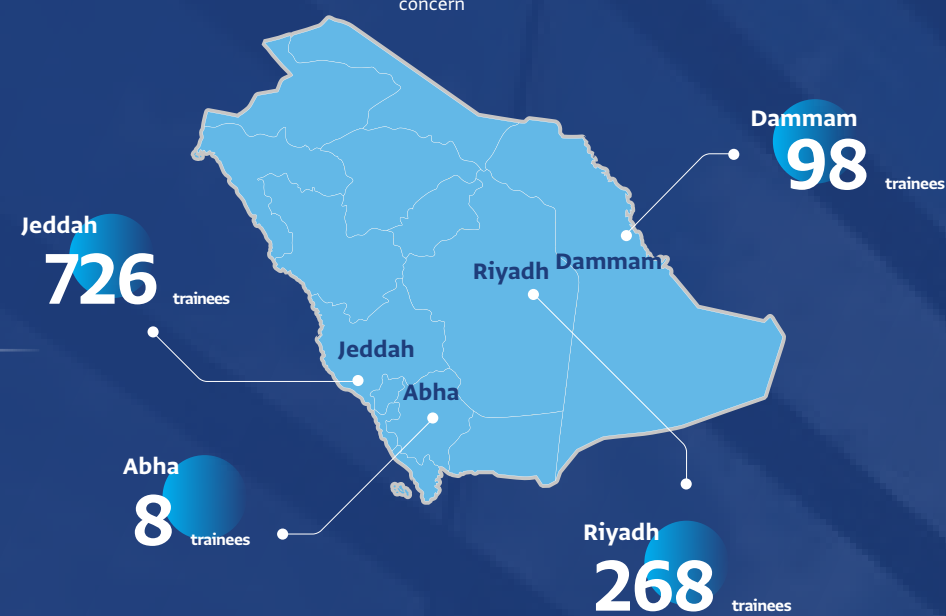 concern
Dammam
98 trainees
Jeddah
726 trainees
Riyadh
Dammam
Jeddah
Abha
Abha
8 trainees
Riyadh
268 trainees